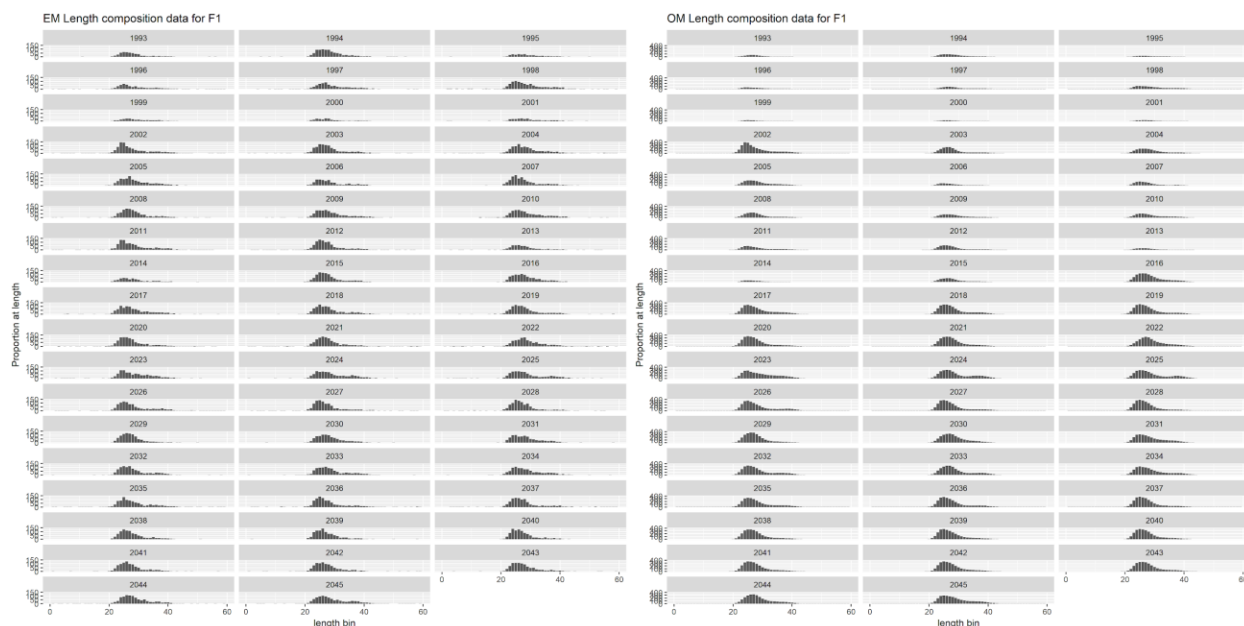 EM Length composition data for F1
1993 1994 1995
1996 1997 1998
1999 2000 2001
2002 2003 2004
2005 2006 2007
2008 2009 2010
2011 2012 2013
2014 2015 2016
2017 2018 2019
2020 2021 2022
2023 2024 2025
2026 2027 2028
2029 2030 2031
2032 2033 2034
2035 2036 2037
2038 2039 2040
2041 2042 2043
2044 2045
0 20 40 60
0 20 40 60 0 20 40 60
Proportion at length
length bin
OM Length composition data for F1
1993 1994 1995
1996 1997 1998
1999 2000 2001
2002 2003 2004
2005 2006 2007
2008 2009 2010
2011 2012 2013
2014 2015 2016
2017 2018 2019
2020 2021 2022
2023 2024 2025
2026 2027 2028
2029 2030 2031
2032 2033 2034
2035 2036 2037
2038 2039 2040
2041 2042 2043
2044 2045
0 20 40 60
0 20 40 60 0 20 40 60
Proportion at length
length bin